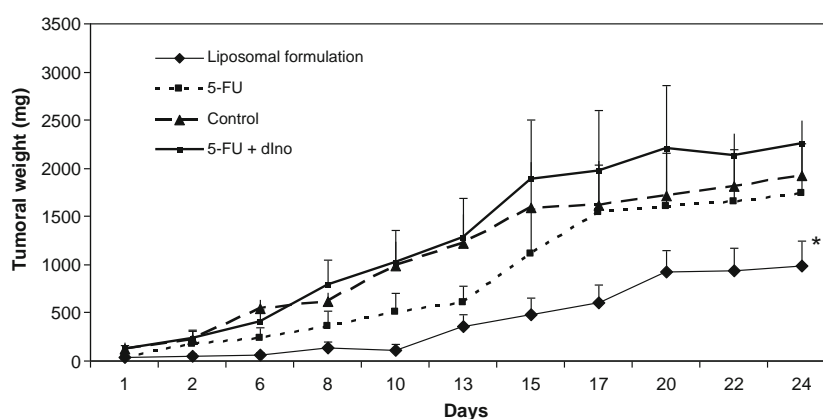 3500
3000
2500
2000
1500
1000
500
0
Tumoral weight (mg)
Liposomal formulation
5-FU
Control
5-FU + dIno
*
1 2 6 8 10 13 15 17 20 22 24
Days